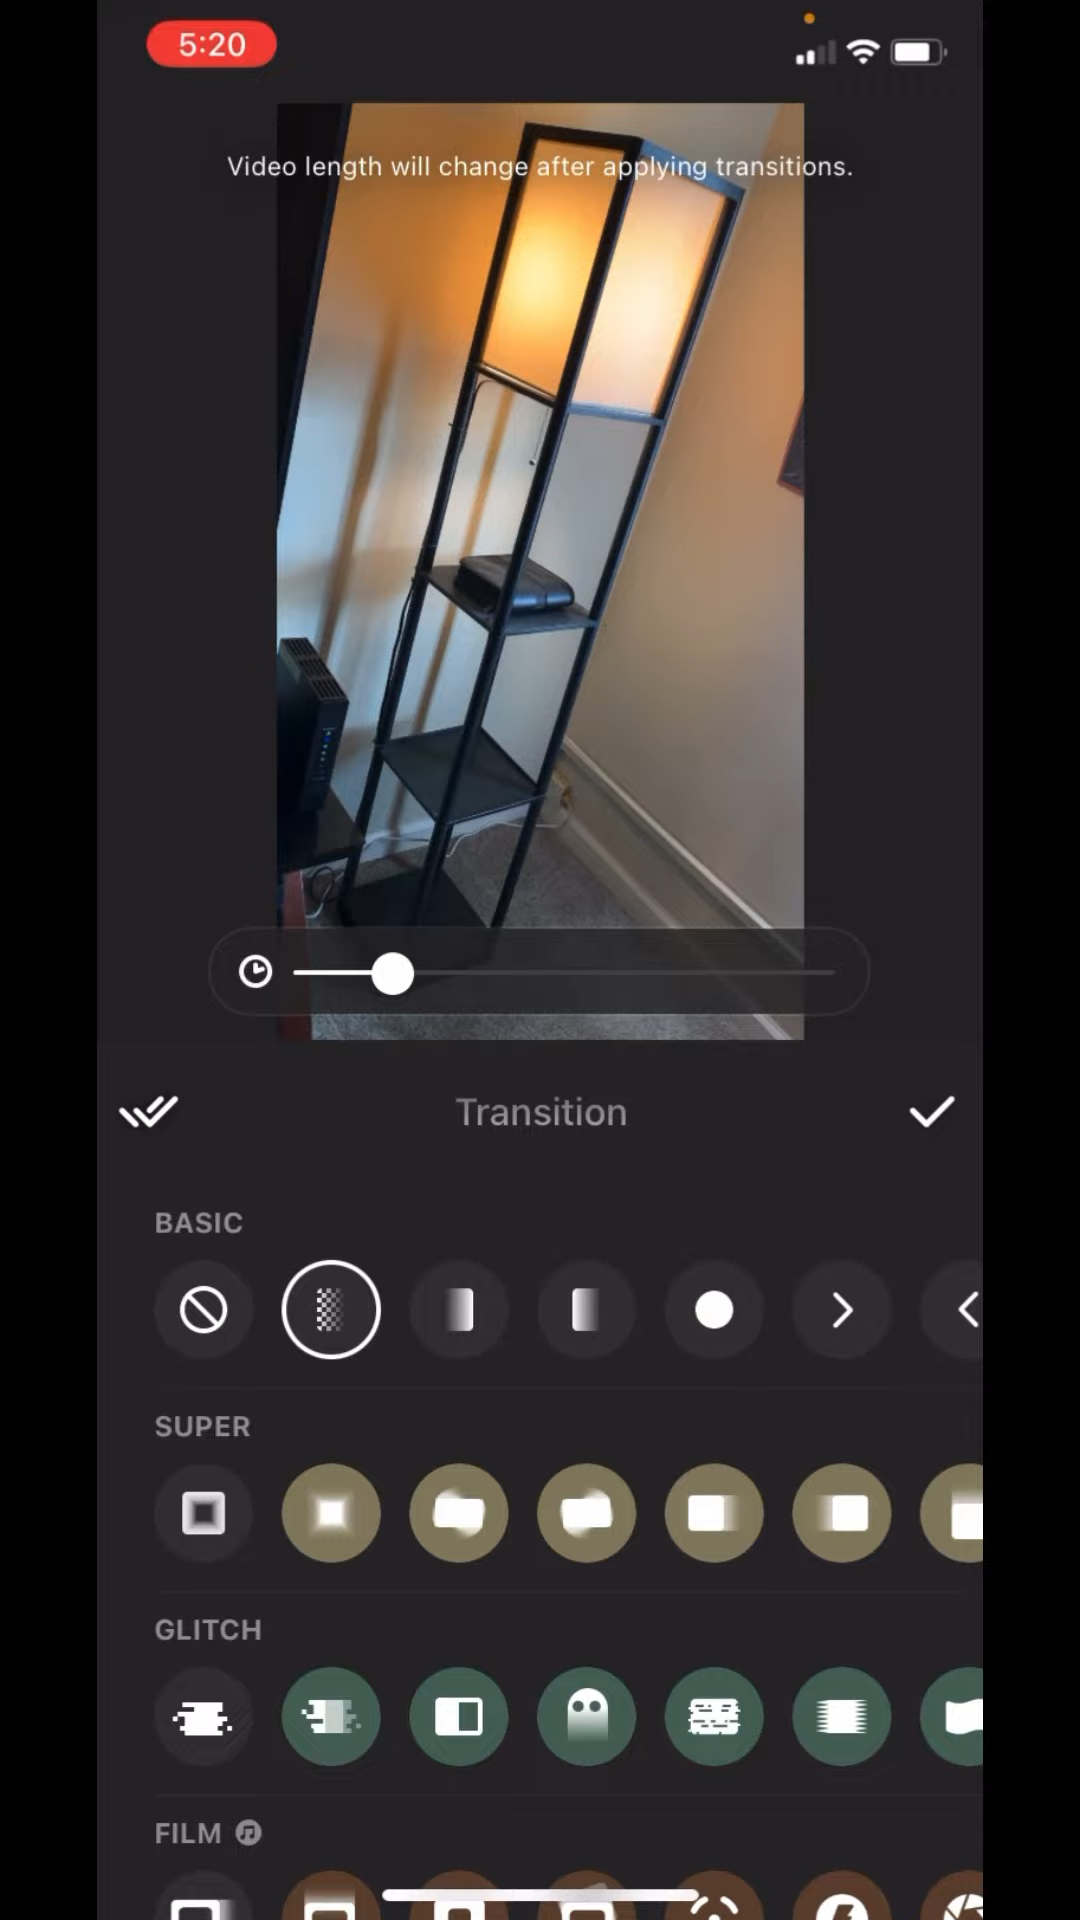 5:20
Video length will change after applying transitions.
Transition
BASIC
SUPER
GLITCH
FILM